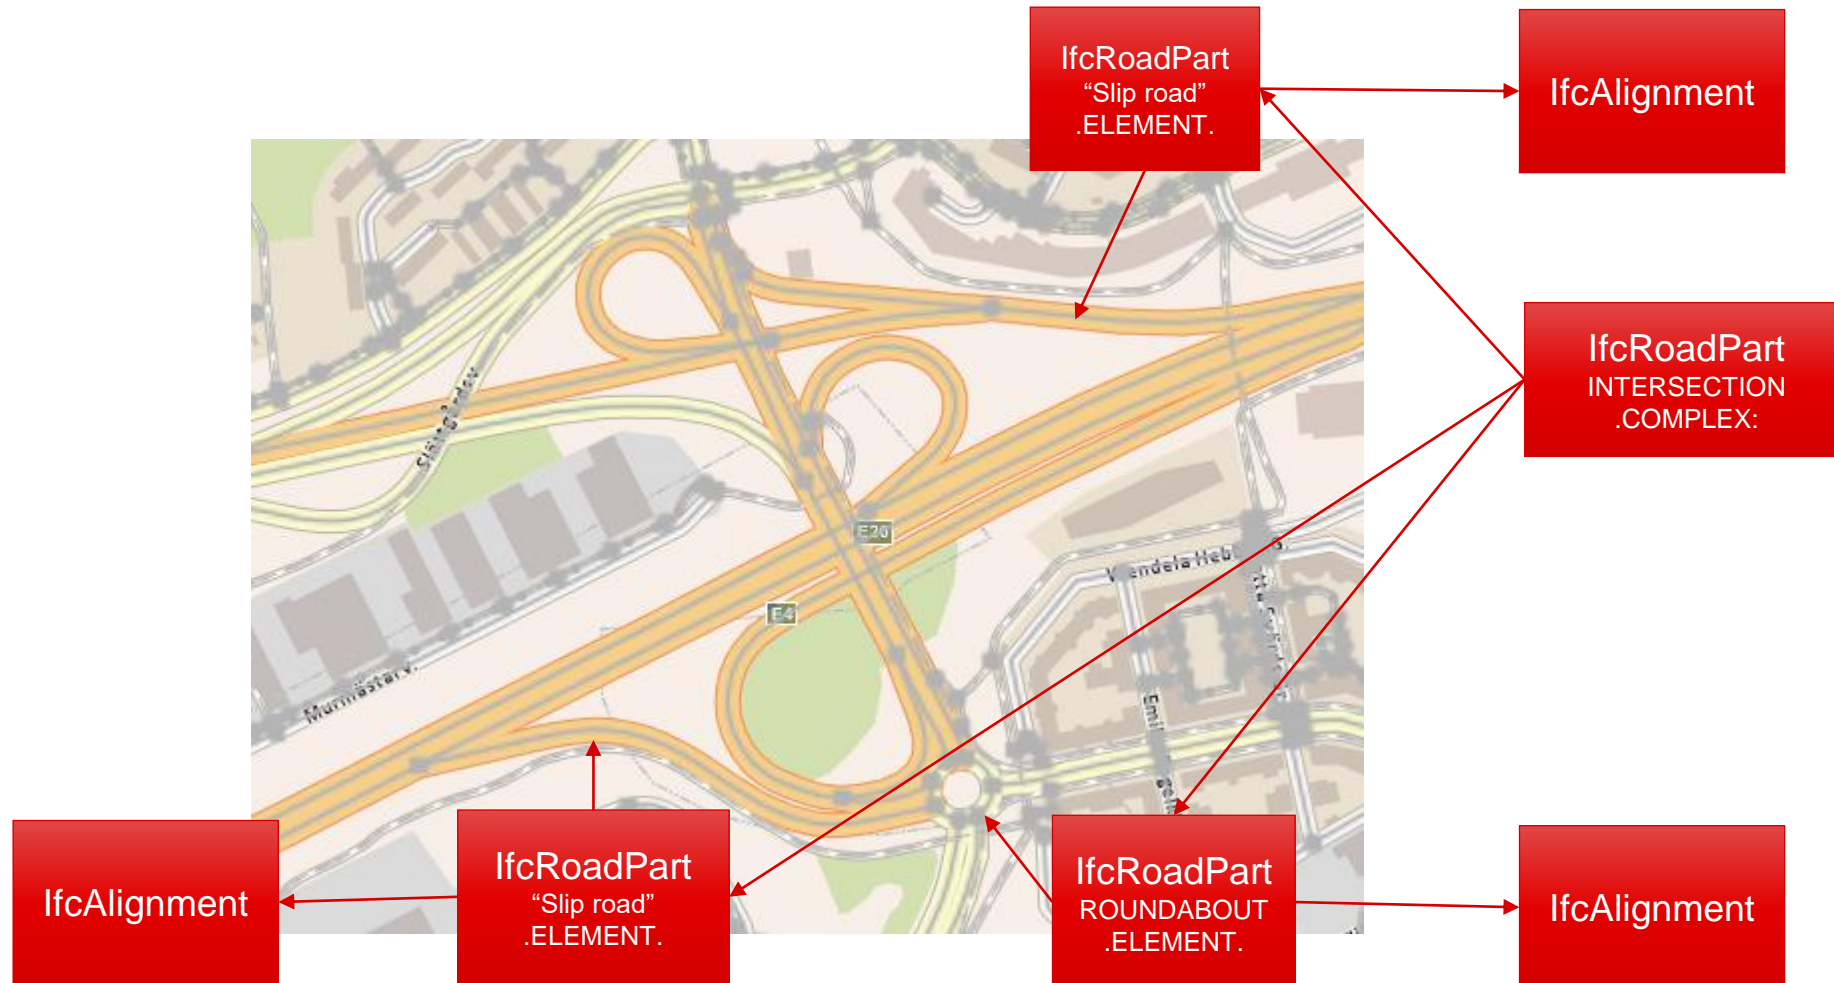 IfcRoadPart
“Slip road”
.ELEMENT.
IfcAlignment
IfcRoadPart
INTERSECTION
.COMPLEX:
E20
E4
Murmästarv.
IfcAlignment
IfcRoadPart
“Slip road”
.ELEMENT.
IfcRoadPart
ROUNDABOUT
.ELEMENT.
IfcAlignment